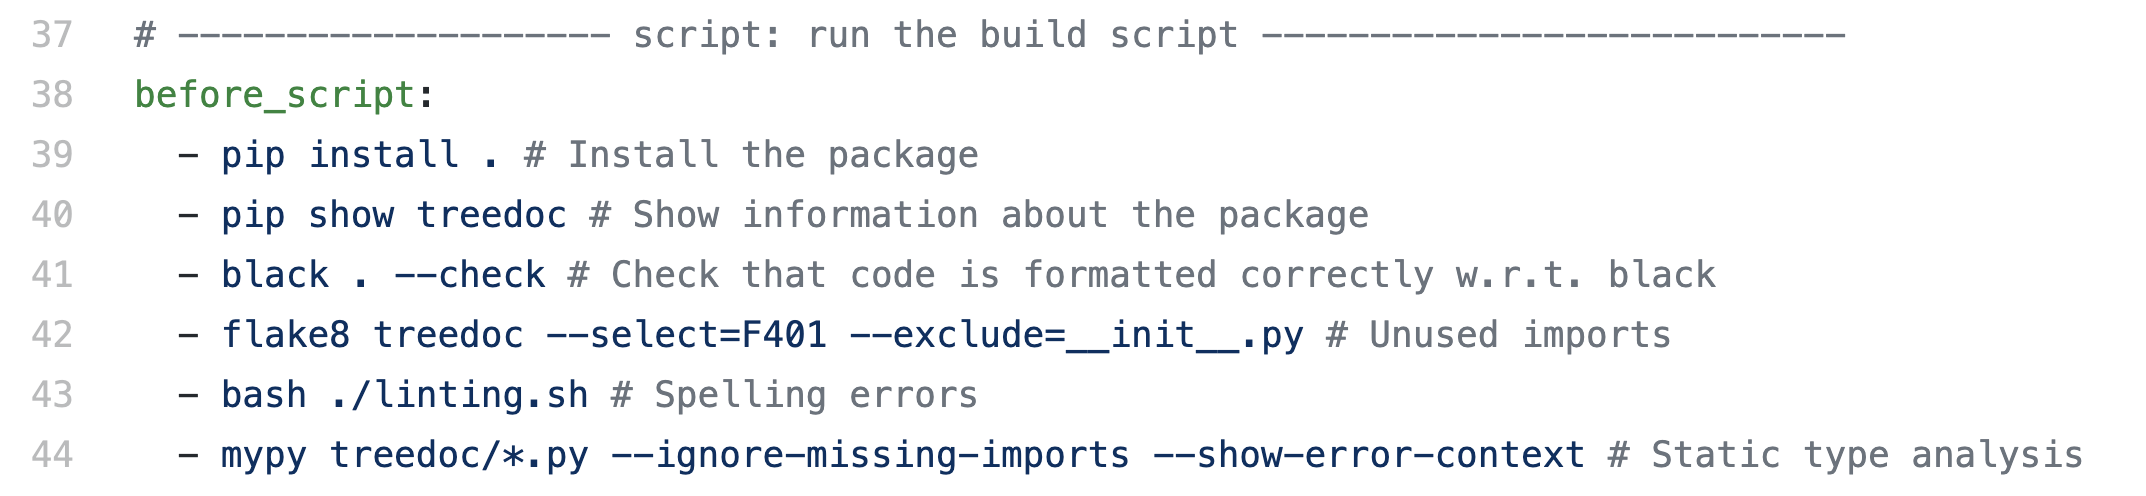 37 # -------------------- script: run the build script ---------------------------
38 before_script:
39 - pip install . # Install the package
40 - pip show treedoc # Show information about the package
41 - black . --check # Check that code is formatted correctly w.r.t. black
42 - flake8 treedoc --select=F401 --exclude=__init__.py # Unused imports
43 - bash ./linting.sh # Spelling errors
44 - mypy treedoc/*.py --ignore-missing-imports --show-error-context # Static type analysis